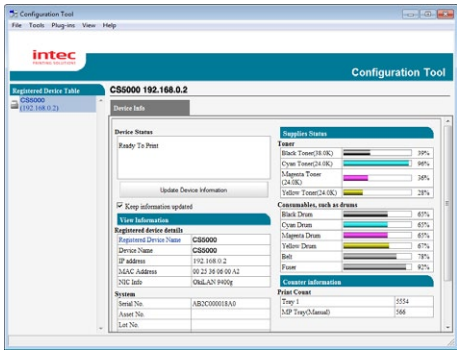 Configuration Tool
File Tools Plug-ins View Help
intec
PRINTING SOLUTIONS
Configuration Tool
Registered Device Table
CS5000
(192.168.0.2)
CS5000 192.168.0.2
Device Info
Device Status
Ready To Print
Update Device Information
Keep information updated
View Information
Registered device details
Registered Device Name CS5000
Device Name CS5000
IP address 192.168.0.2
MAC Address 00 25 36 06 00 A2
NIC Info OkiLAN 9400g
System
Serial No. AB2C000018A0
Asset No.
Lot No.
Supplies Status
Toner
Black Toner(38.0K) 39%
Cyan Toner(24.0K) 96%
Magenta Toner
(24.0K) 36%
Yellow Toner(24.0K) 28%
Consumables, such as drums
Black Drum 63%
Cyan Drum 65%
Magenta Drum 65%
Yellow Drum 67%
Belt 78%
Fuser 92%
Counter information
Print Count
Tray 1 5554
MP Tray(Manual) 566